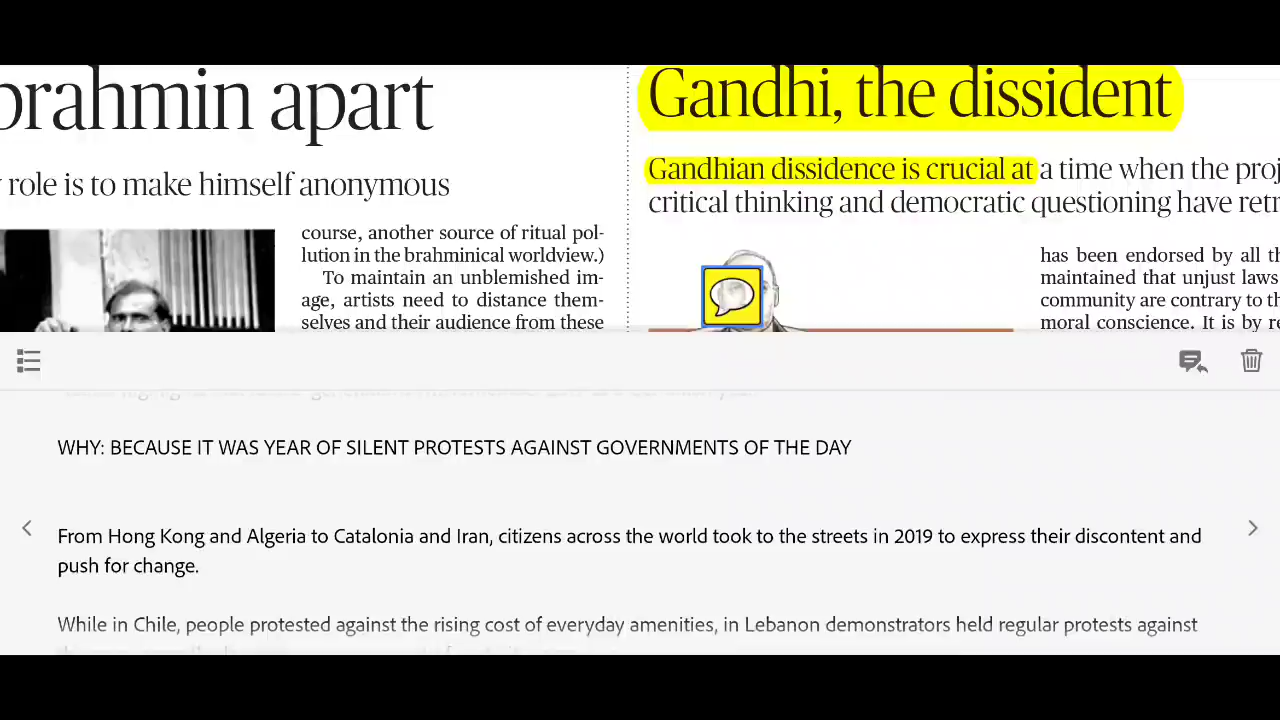 brahmin apart
role is to make himself anonymous
course, another source of ritual pol-
lution in the brahminical worldview.)
To maintain an unblemished im-
age, artists need to distance them-
selves and their audience from these
Gandhi, the dissident
Gandhian dissidence is crucial at a time when the proj
critical thinking and democratic questioning have retr
has been endorsed by all th
maintained that unjust laws
community are contrary to th
moral conscience. It is by re
WHY: BECAUSE IT WAS YEAR OF SILENT PROTESTS AGAINST GOVERNMENTS OF THE DAY
From Hong Kong and Algeria to Catalonia and Iran, citizens across the world took to the streets in 2019 to express their discontent and
push for change.
While in Chile, people protested against the rising cost of everyday amenities, in Lebanon demonstrators held regular protests against